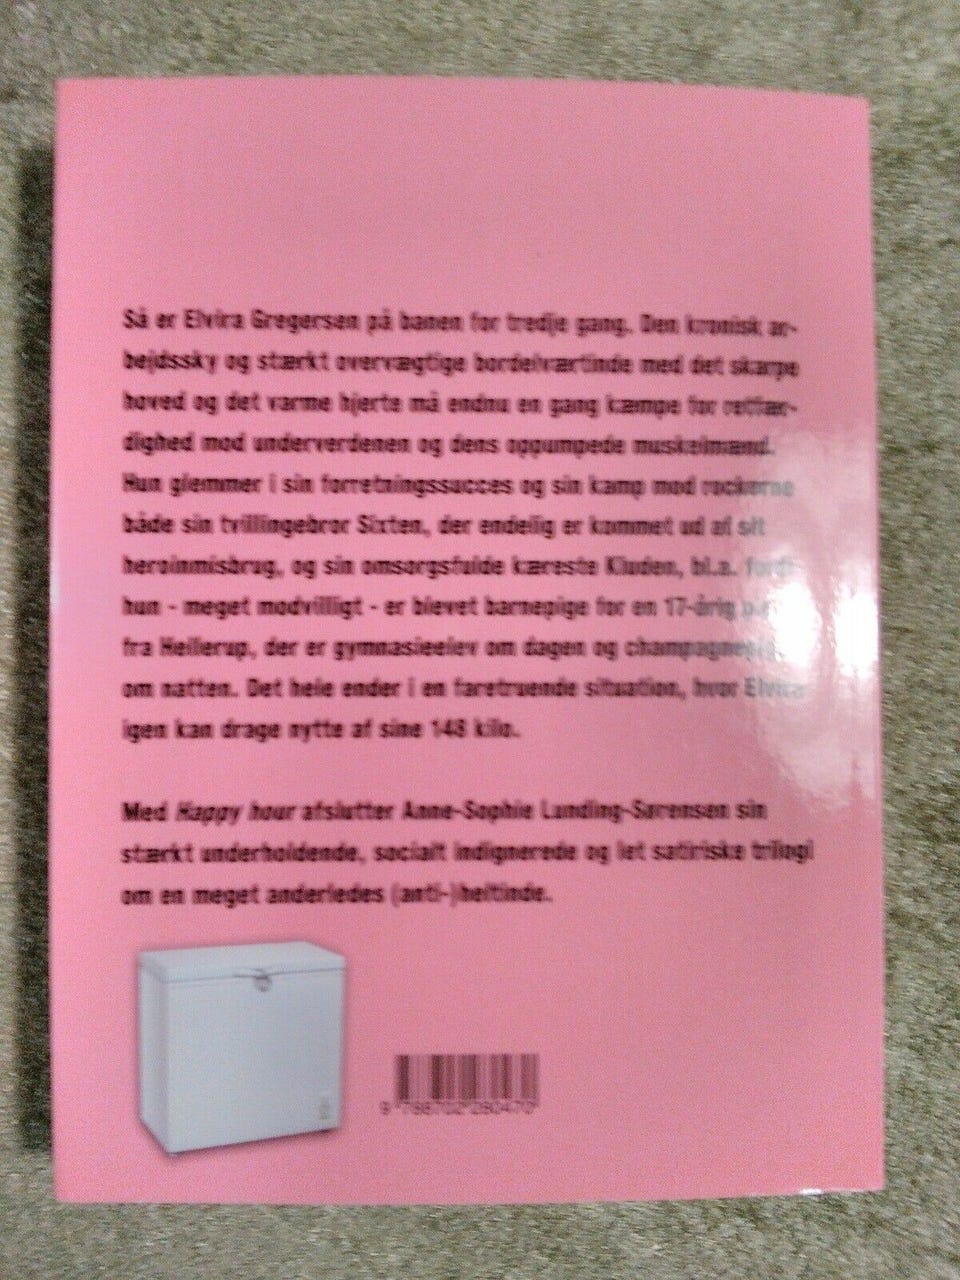 Så er Elvira Gregersen på banen for tredje gang. Den kronisk ar-
bejdssky og stærkt overvægtige bordelværtinde med det skarpe
hoved og det varme hjerte må endnu en gang kæmpe for retfær-
dighed mod underverdenen og dens oppumpede muskelmænd.
Hun glemmer i sin forretningssucces og sin kamp mod rockerne
både sin tvillingebror Sixten, der endelig er kommet ud af sit
heroinmisbrug, og sin omsorgsfulde kæreste Kluden, bl.a. fordi
hun - meget modvilligt - er blevet barnepige for en 17-årig
fra Hellerup, der er gymnasieelev om dagen og
om natten. Det hele ender i en faretruende situation, hvor Elvira
igen kan drage nytte af sine 148 kilo.
Med Happy hour afslutter Anne-Sophie Lunding-Sørensen sin
stærkt underholdende, socialt indignerede og let satiriske trilogi
om en meget anderledes (anti-)heltinde.
9 788702 280470